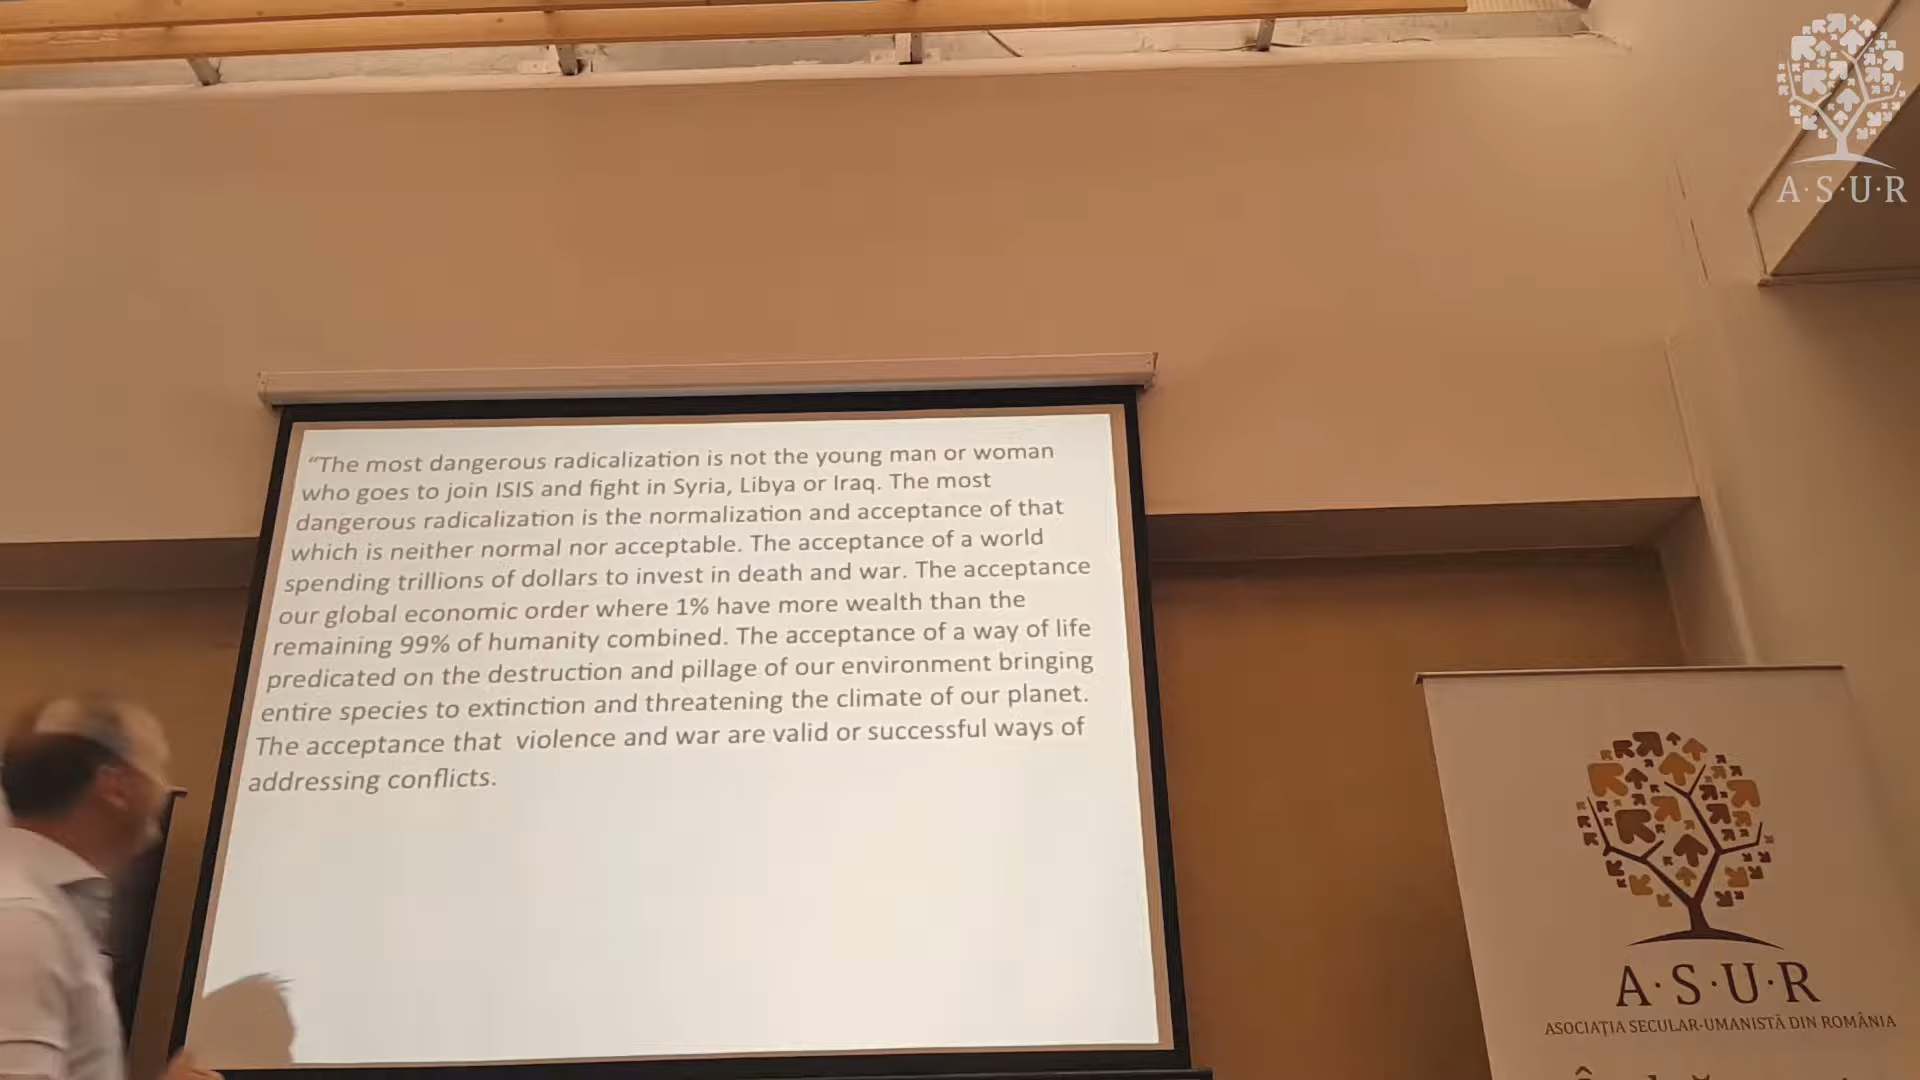 A·S·U·R
“The most dangerous radicalization is not the young man or woman
who goes to join ISIS and fight in Syria, Libya or Iraq. The most
dangerous radicalization is the normalization and acceptance of that
which is neither normal nor acceptable. The acceptance of a world
spending trillions of dollars to invest in death and war. The acceptance
our global economic order where 1% have more wealth than the
remaining 99% of humanity combined. The acceptance of a way of life
predicated on the destruction and pillage of our environment bringing
entire species to extinction and threatening the climate of our planet.
The acceptance that violence and war are valid or successful ways of
addressing conflicts.
A·S·U·R
ASOCIAȚIA SECULAR-UMANISTĂ DIN ROMÂNIA